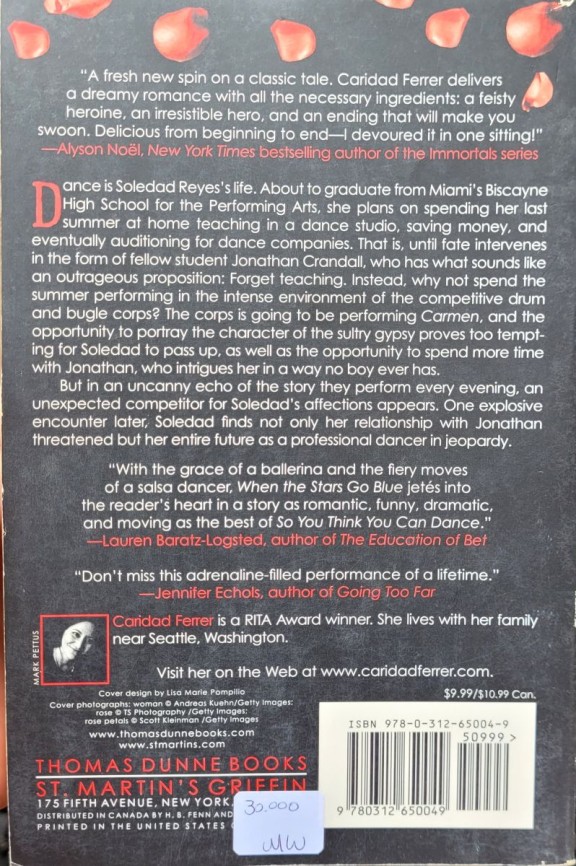 “A fresh new spin on a classic tale. Caridad Ferrer delivers
a dreamy romance with all the necessary ingredients: a feisty
heroine, an irresistible hero, and an ending that will make you
swoon. Delicious from beginning to end—I devoured it in one sitting!”
—Alyson Noël, New York Times bestselling author of the Immortals series
Dance is Soledad Reyes's life. About to graduate from Miami's Biscayne
High School for the Performing Arts, she plans on spending her last
summer at home teaching in a dance studio, saving money, and
eventually auditioning for dance companies. That is, until fate intervenes
in the form of fellow student Jonathan Crandall, who has what sounds like
an outrageous proposition: Forget teaching. Instead, why not spend the
summer performing in the intense environment of the competitive drum
and bugle corps? The corps is going to be performing Carmen, and the
opportunity to portray the character of the sultry gypsy proves too tempt-
ing for Soledad to pass up, as well as the opportunity to spend more time
with Jonathan, who intrigues her in a way no boy ever has.
But in an uncanny echo of the story they perform every evening, an
unexpected competitor for Soledad's affections appears. One explosive
encounter later, Soledad finds not only her relationship with Jonathan
threatened but her entire future as a professional dancer in jeopardy.
“With the grace of a ballerina and the fiery moves
of a salsa dancer, When the Stars Go Blue jetés into
the reader's heart in a story as romantic, funny, dramatic,
and moving as the best of So You Think You Can Dance.”
—Lauren Baratz-Logsted, author of The Education of Bet
“Don't miss this adrenaline-filled performance of a lifetime.”
—Jennifer Echols, author of Going Too Far
MARK PETTUS
Caridad Ferrer is a RITA Award winner. She lives with her family
near Seattle, Washington.
Visit her on the Web at www.caridadferrer.com.
Cover design by Lisa Marie Pompilio
Cover photographs: woman © Andreas Kuehn/Getty Images;
rose © TS Photography /Getty Images;
rose petals © Scott Kleinman /Getty Images
www.thomasdunnebooks.com
www.stmartins.com
$9.99/$10.99 Can.
ISBN 978-0-312-65004-9
50999 >
9 780312 650049
THOMAS DUNNE BOOKS
ST. MARTIN'S GRIFFIN
175 FIFTH AVENUE, NEW YORK,
DISTRIBUTED IN CANADA BY H. B. FENN AND
PRINTED IN THE UNITED STATES
30.000
MW